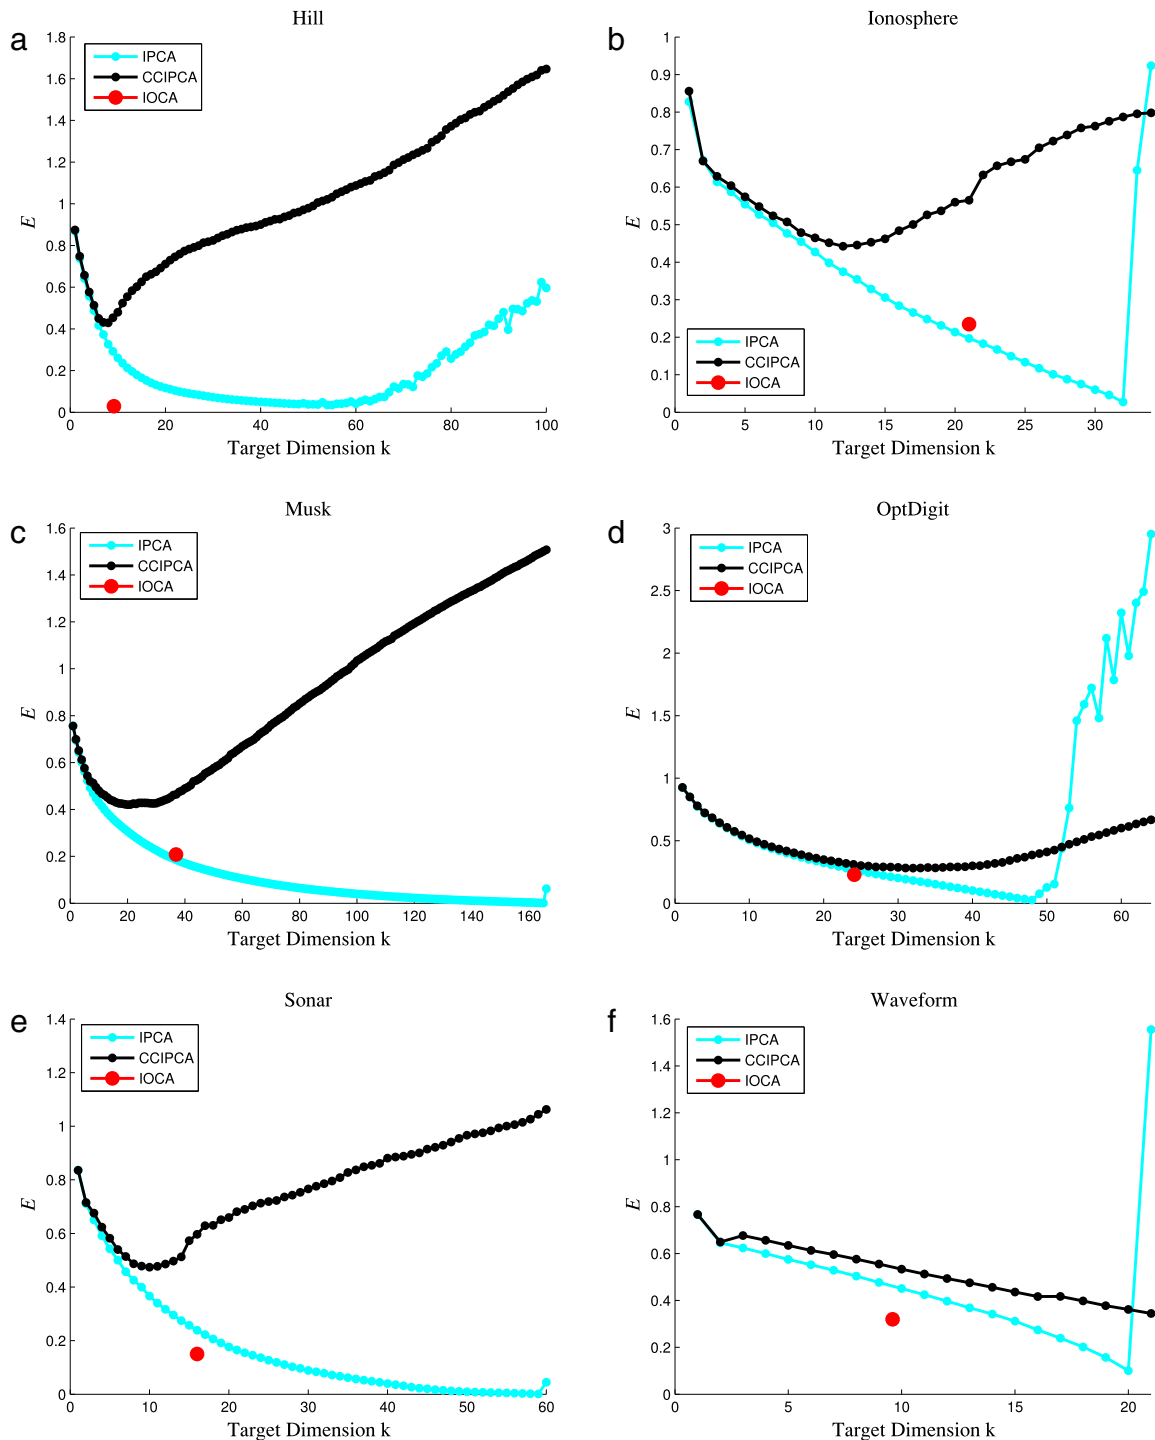 a
Hill
1.8
1.6
1.4
1.2
1
0.8
0.6
0.4
0.2
0
E
IPCA
CCIPCA
IOCA
0 20 40 60 80 100
Target Dimension k
b
Ionosphere
1
0.9
0.8
0.7
0.6
0.5
0.4
0.3
0.2
0.1
0
E
IPCA
CCIPCA
IOCA
0 5 10 15 20 25 30
Target Dimension k
c
Musk
1.6
1.4
1.2
1
0.8
0.6
0.4
0.2
0
E
IPCA
CCIPCA
IOCA
0 20 40 60 80 100 120 140 160
Target Dimension k
d
OptDigit
3
2.5
2
1.5
1
0.5
0
E
IPCA
CCIPCA
IOCA
0 10 20 30 40 50 60
Target Dimension k
e
Sonar
1.4
1.2
1
0.8
0.6
0.4
0.2
0
E
IPCA
CCIPCA
IOCA
0 10 20 30 40 50 60
Target Dimension k
f
Waveform
1.6
1.4
1.2
1
0.8
0.6
0.4
0.2
0
E
IPCA
CCIPCA
IOCA
0 5 10 15 20
Target Dimension k